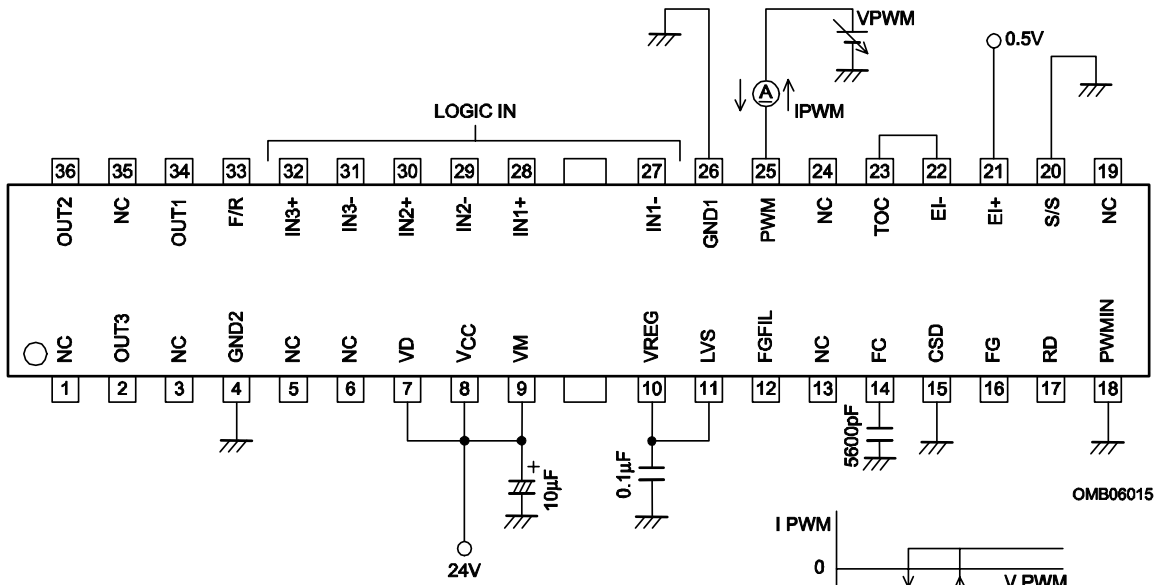 VPWM
0.5V
A
IPWM
LOGIC IN
36 35 34 33 32 31 30 29 28 27 26 25 24 23 22 21 20 19
OUT2 NC OUT1 F/R IN3+ IN3- IN2+ IN2- IN1+ IN1- GND1 PWM NC TOC EI- EI+ S/S NC
NC OUT3 NC GND2 NC NC VD VCC VM VREG LVS FGFIL NC FC CSD FG RD PWMIN
1 2 3 4 5 6 7 8 9 10 11 12 13 14 15 16 17 18
+
10µF
0.1µF
5600pF
OMB06015
24V
I PWM
0
V PWM